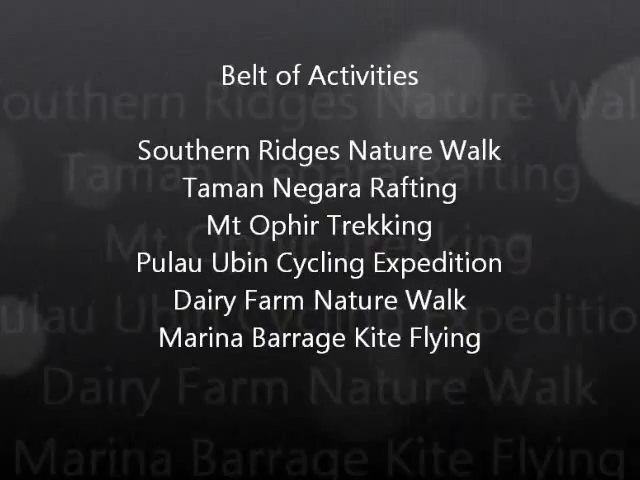 Belt of Activities
Southern Ridges Nature Walk
Taman Negara Rafting
Mt Ophir Trekking
Pulau Ubin Cycling Expedition
Dairy Farm Nature Walk
Marina Barrage Kite Flying